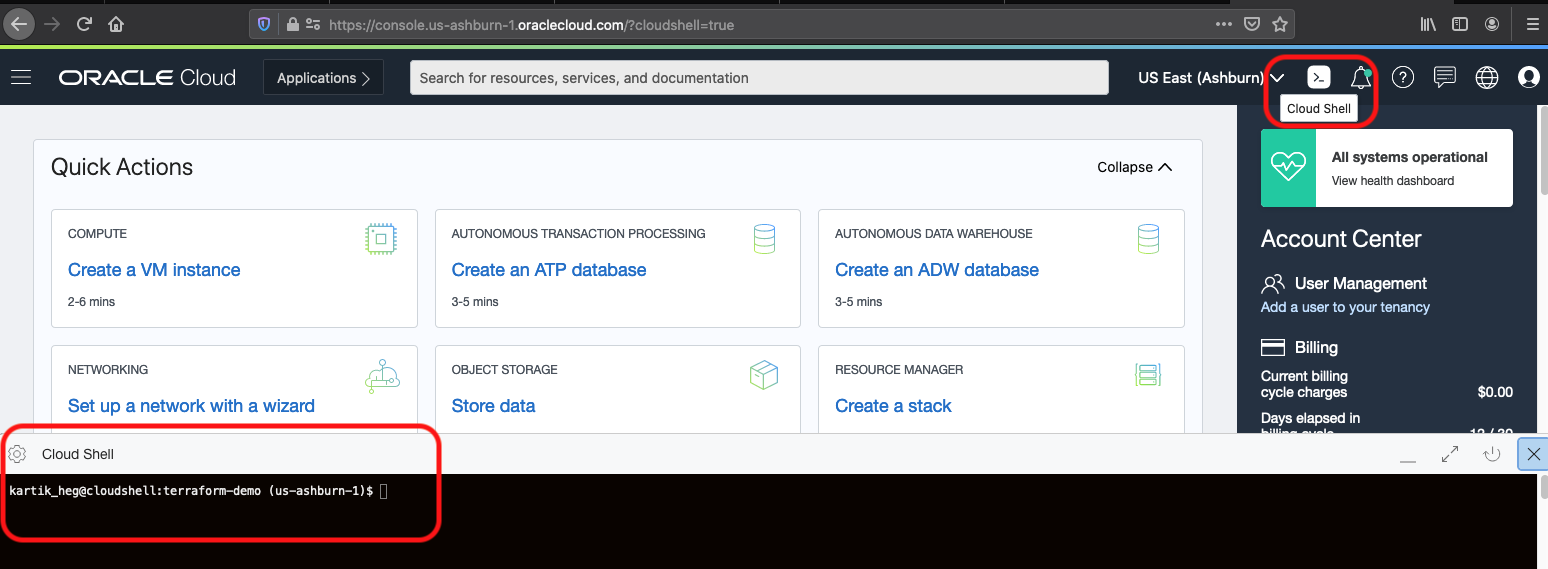 https://console.us-ashburn-1.oraclecloud.com/?cloudshell=true
ORACLE Cloud
Applications
Search for resources, services, and documentation
US East (Ashburn)
Cloud Shell
Quick Actions
Collapse
All systems operational
View health dashboard
COMPUTE
Create a VM instance
2-6 mins
AUTONOMOUS TRANSACTION PROCESSING
Create an ATP database
3-5 mins
AUTONOMOUS DATA WAREHOUSE
Create an ADW database
3-5 mins
Account Center
User Management
Add a user to your tenancy
Billing
Current billing
cycle charges $0.00
Days elapsed in
billing cycle 12 / 30
NETWORKING
Set up a network with a wizard
OBJECT STORAGE
Store data
RESOURCE MANAGER
Create a stack
Cloud Shell
kartik_heg@cloudshell:terraform-demo (us-ashburn-1)$